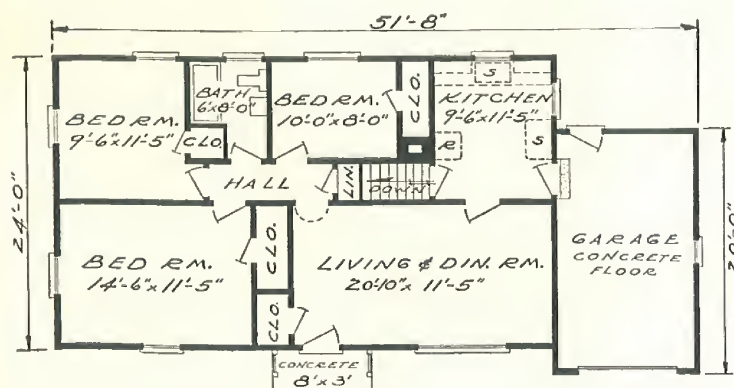 51'-8"
BATH
6'x8'-0"
BED RM.
9'-6"x11'-5"
CLO.
BED RM.
10'-0"x8'-0"
CLO.
S
KITCHEN
9'-6"x11'-5"
R
S
HALL
LIN.
DOWN
24'-0"
BED RM.
14'-6"x11'-5"
CLO.
CLO.
LIVING & DIN. RM.
20'-10" x 11'-5"
GARAGE
CONCRETE
FLOOR
20'-0"
CONCRETE
8'x3'